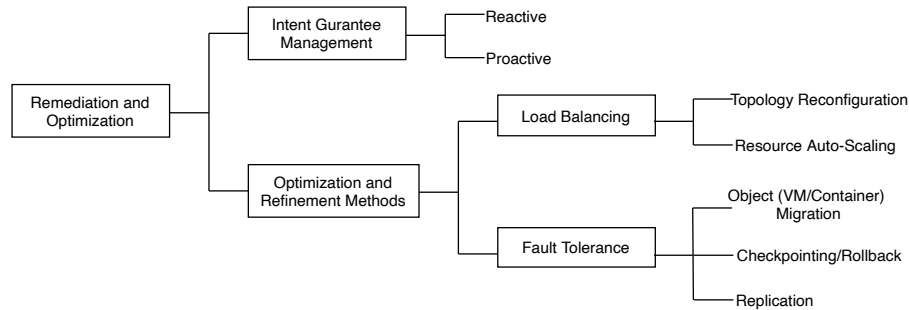 Intent Gurantee
Management
Reactive
Proactive
Remediation and
Optimization
Load Balancing
Topology Reconfiguration
Resource Auto-Scaling
Optimization and
Refinement Methods
Object (VM/Container)
Migration
Fault Tolerance
Checkpointing/Rollback
Replication